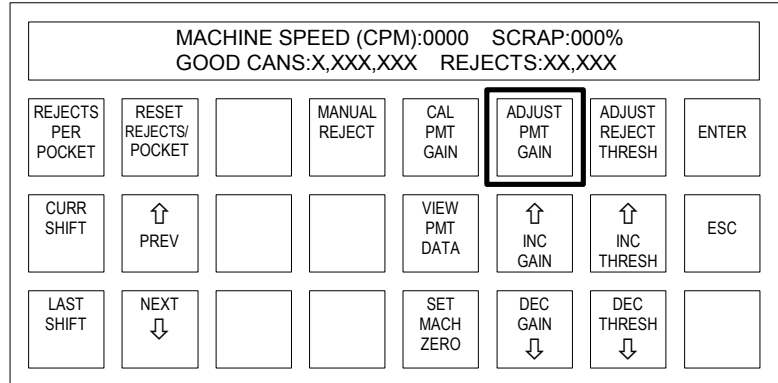 MACHINE SPEED (CPM):0000 SCRAP:000%
GOOD CANS:X,XXX,XXX REJECTS:XX,XXX
REJECTS
PER
POCKET
RESET
REJECTS/
POCKET
MANUAL
REJECT
CAL
PMT
GAIN
ADJUST
PMT
GAIN
ADJUST
REJECT
THRESH
ENTER
CURR
SHIFT
⇧
PREV
VIEW
PMT
DATA
⇧
INC
GAIN
⇧
INC
THRESH
ESC
LAST
SHIFT
NEXT
⇩
SET
MACH
ZERO
DEC
GAIN
⇩
DEC
THRESH
⇩